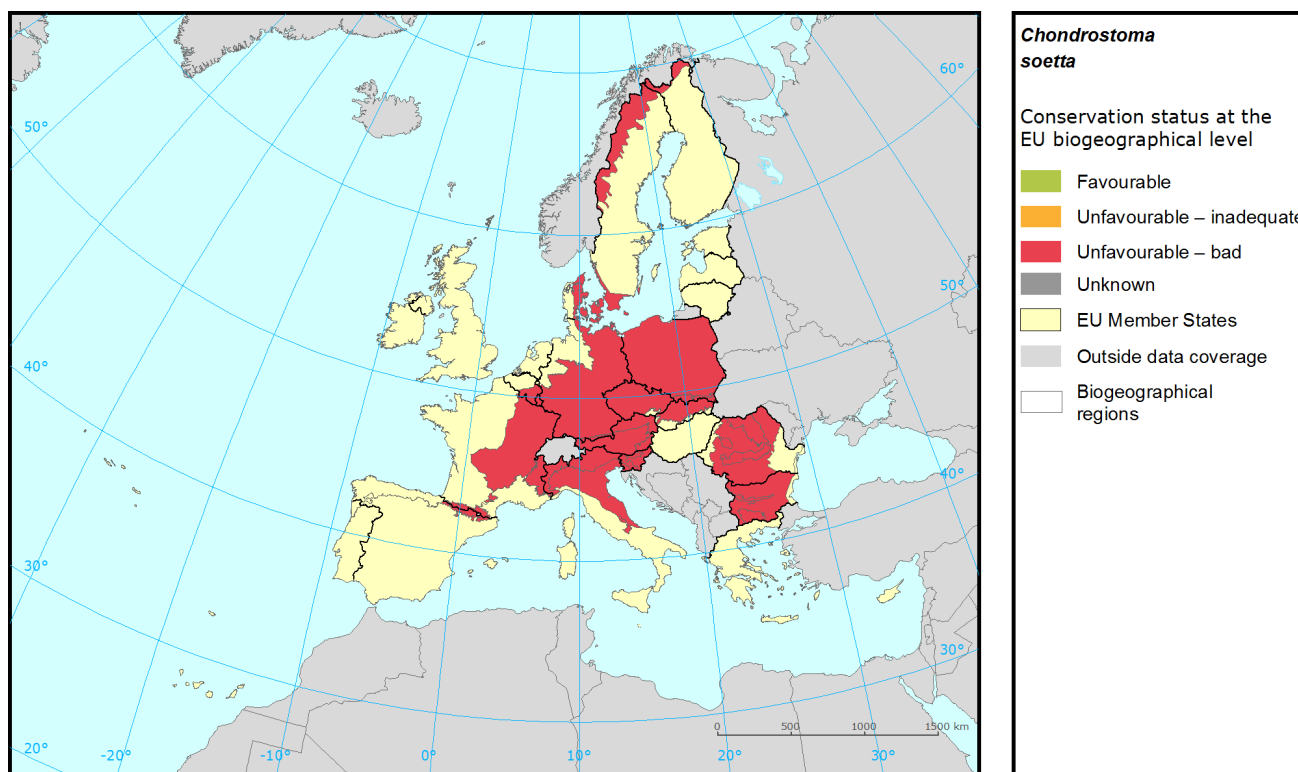 Chondrostoma
soetta
Conservation status at the
EU biogeographical level
Favourable
Unfavourable – inadequate
Unfavourable – bad
Unknown
EU Member States
Outside data coverage
Biogeographical
regions
60°
50°
50°
40°
40°
30°
30°
0 500 1000 1500 km
20° -20° -10° 0° 10° 20° 30°